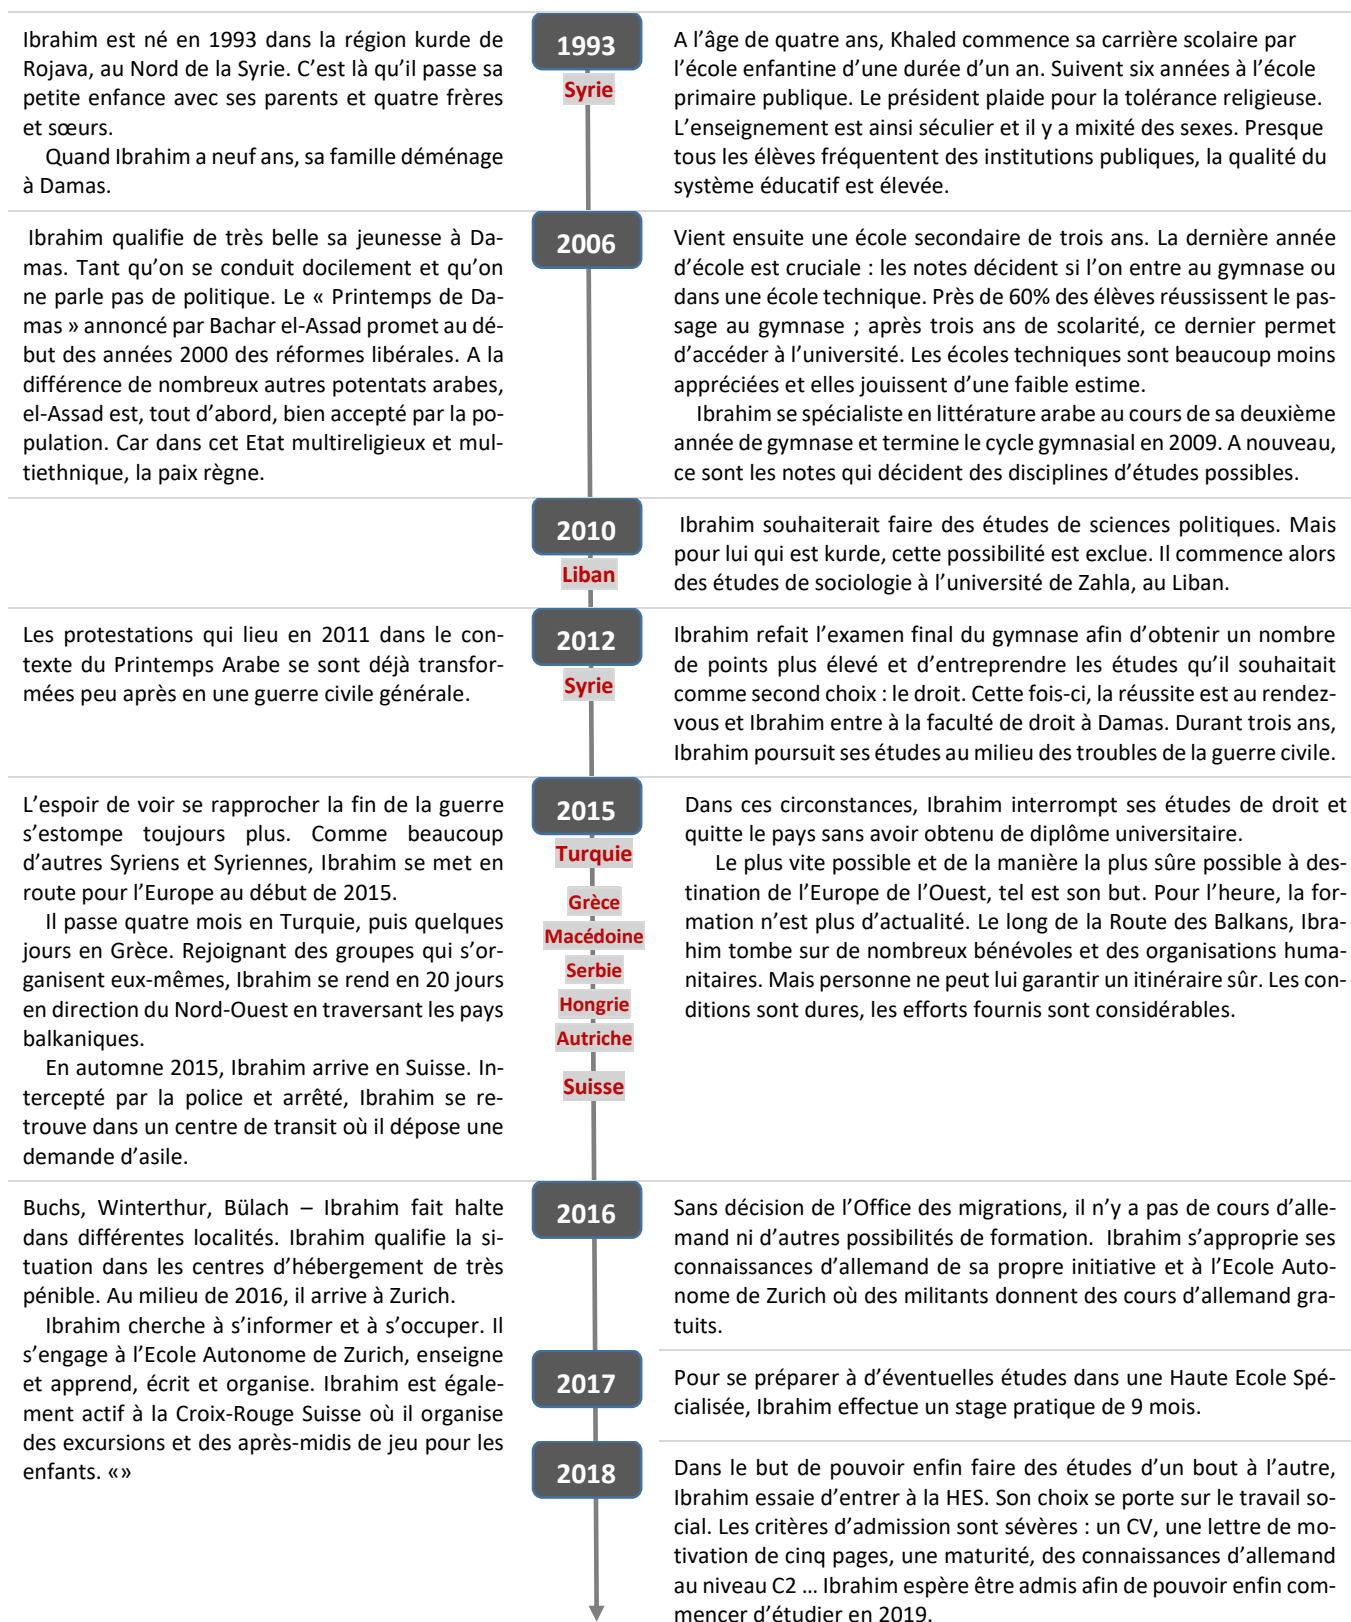 Ibrahim est né en 1993 dans la région kurde de
Rojava, au Nord de la Syrie. C’est là qu’il passe sa
petite enfance avec ses parents et quatre frères
et sœurs.
Quand Ibrahim a neuf ans, sa famille déménage
à Damas.
1993
Syrie
A l’âge de quatre ans, Khaled commence sa carrière scolaire par
l’école enfantine d’une durée d’un an. Suivent six années à l’école
primaire publique. Le président plaide pour la tolérance religieuse.
L’enseignement est ainsi séculier et il y a mixité des sexes. Presque
tous les élèves fréquentent des institutions publiques, la qualité du
système éducatif est élevée.
Ibrahim qualifie de très belle sa jeunesse à Da-
mas. Tant qu’on se conduit docilement et qu’on
ne parle pas de politique. Le « Printemps de Da-
mas » annoncé par Bachar el-Assad promet au dé-
but des années 2000 des réformes libérales. A la
différence de nombreux autres potentats arabes,
el-Assad est, tout d’abord, bien accepté par la po-
pulation. Car dans cet Etat multireligieux et mul-
tiethnique, la paix règne.
2006
Vient ensuite une école secondaire de trois ans. La dernière année
d’école est cruciale : les notes décident si l’on entre au gymnase ou
dans une école technique. Près de 60% des élèves réussissent le pas-
sage au gymnase ; après trois ans de scolarité, ce dernier permet
d’accéder à l’université. Les écoles techniques sont beaucoup moins
appréciées et elles jouissent d’une faible estime.
Ibrahim se spécialiste en littérature arabe au cours de sa deuxième
année de gymnase et termine le cycle gymnasial en 2009. A nouveau,
ce sont les notes qui décident des disciplines d’études possibles.
2010
Liban
Ibrahim souhaiterait faire des études de sciences politiques. Mais
pour lui qui est kurde, cette possibilité est exclue. Il commence alors
des études de sociologie à l’université de Zahla, au Liban.
Les protestations qui lieu en 2011 dans le con-
texte du Printemps Arabe se sont déjà transfor-
mées peu après en une guerre civile générale.
2012
Syrie
Ibrahim refait l’examen final du gymnase afin d’obtenir un nombre
de points plus élevé et d’entreprendre les études qu’il souhaitait
comme second choix : le droit. Cette fois-ci, la réussite est au rendez-
vous et Ibrahim entre à la faculté de droit à Damas. Durant trois ans,
Ibrahim poursuit ses études au milieu des troubles de la guerre civile.
L’espoir de voir se rapprocher la fin de la guerre
s’estompe toujours plus. Comme beaucoup
d’autres Syriens et Syriennes, Ibrahim se met en
route pour l’Europe au début de 2015.
Il passe quatre mois en Turquie, puis quelques
jours en Grèce. Rejoignant des groupes qui s’or-
ganisent eux-mêmes, Ibrahim se rend en 20 jours
en direction du Nord-Ouest en traversant les pays
balkaniques.
En automne 2015, Ibrahim arrive en Suisse. In-
tercepté par la police et arrêté, Ibrahim se re-
trouve dans un centre de transit où il dépose une
demande d’asile.
2015
Turquie
Grèce
Macédoine
Serbie
Hongrie
Autriche
Suisse
Dans ces circonstances, Ibrahim interrompt ses études de droit et
quitte le pays sans avoir obtenu de diplôme universitaire.
Le plus vite possible et de la manière la plus sûre possible à des-
tination de l’Europe de l’Ouest, tel est son but. Pour l’heure, la for-
mation n’est plus d’actualité. Le long de la Route des Balkans, Ibra-
him tombe sur de nombreux bénévoles et des organisations huma-
nitaires. Mais personne ne peut lui garantir un itinéraire sûr. Les con-
ditions sont dures, les efforts fournis sont considérables.
Buchs, Winterthur, Bülach – Ibrahim fait halte
dans différentes localités. Ibrahim qualifie la si-
tuation dans les centres d’hébergement de très
pénible. Au milieu de 2016, il arrive à Zurich.
Ibrahim cherche à s’informer et à s’occuper. Il
s’engage à l’Ecole Autonome de Zurich, enseigne
et apprend, écrit et organise. Ibrahim est égale-
ment actif à la Croix-Rouge Suisse où il organise
des excursions et des après-midis de jeu pour les
enfants. «»
2016
Sans décision de l’Office des migrations, il n’y a pas de cours d’alle-
mand ni d’autres possibilités de formation. Ibrahim s’approprie ses
connaissances d’allemand de sa propre initiative et à l’Ecole Auto-
nome de Zurich où des militants donnent des cours d’allemand gra-
tuits.
2017
Pour se préparer à d’éventuelles études dans une Haute Ecole Spé-
cialisée, Ibrahim effectue un stage pratique de 9 mois.
2018
Dans le but de pouvoir enfin faire des études d’un bout à l’autre,
Ibrahim essaie d’entrer à la HES. Son choix se porte sur le travail so-
cial. Les critères d’admission sont sévères : un CV, une lettre de mo-
tivation de cinq pages, une maturité, des connaissances d’allemand
au niveau C2 … Ibrahim espère être admis afin de pouvoir enfin com-
mencer d’étudier en 2019.